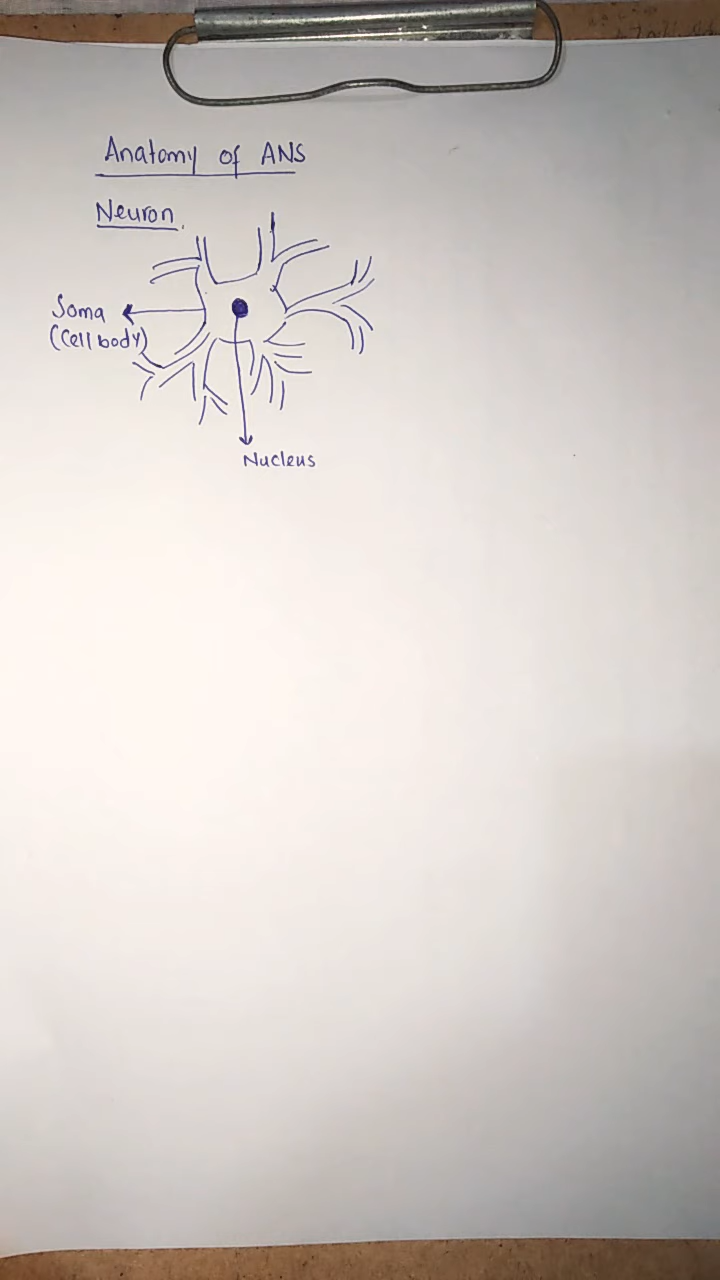 Anatomy of ANS
Neuron.
Soma
(Cell body)
Nucleus